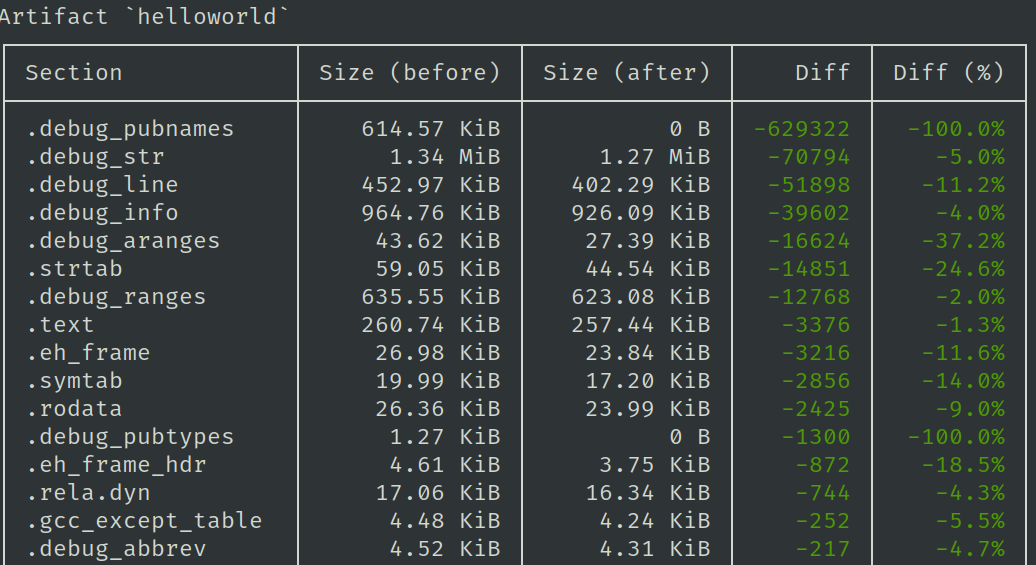 Artifact `helloworld`
Section Size (before) Size (after) Diff Diff (%)
.debug_pubnames 614.57 KiB 0 B -629322 -100.0%
.debug_str 1.34 MiB 1.27 MiB -70794 -5.0%
.debug_line 452.97 KiB 402.29 KiB -51898 -11.2%
.debug_info 964.76 KiB 926.09 KiB -39602 -4.0%
.debug_aranges 43.62 KiB 27.39 KiB -16624 -37.2%
.strtab 59.05 KiB 44.54 KiB -14851 -24.6%
.debug_ranges 635.55 KiB 623.08 KiB -12768 -2.0%
.text 260.74 KiB 257.44 KiB -3376 -1.3%
.eh_frame 26.98 KiB 23.84 KiB -3216 -11.6%
.symtab 19.99 KiB 17.20 KiB -2856 -14.0%
.rodata 26.36 KiB 23.99 KiB -2425 -9.0%
.debug_pubtypes 1.27 KiB 0 B -1300 -100.0%
.eh_frame_hdr 4.61 KiB 3.75 KiB -872 -18.5%
.rela.dyn 17.06 KiB 16.34 KiB -744 -4.3%
.gcc_except_table 4.48 KiB 4.24 KiB -252 -5.5%
.debug_abbrev 4.52 KiB 4.31 KiB -217 -4.7%